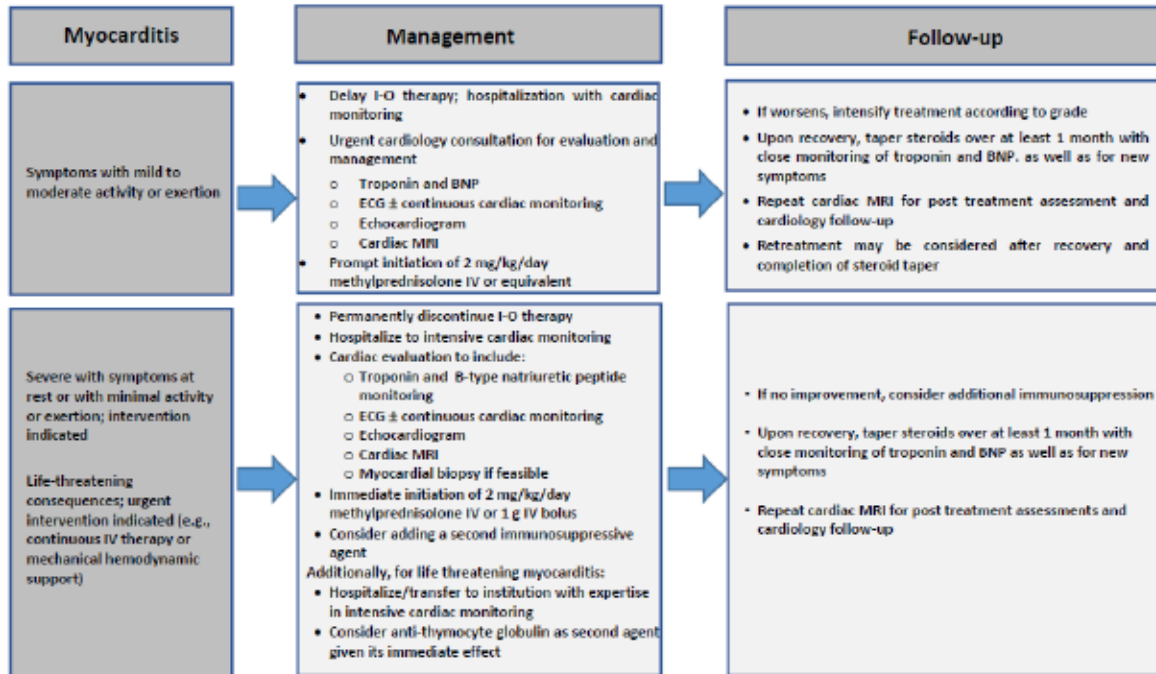 Myocarditis
Management
Follow-up
Symptoms with mild to
moderate activity or exertion
• Delay I-O therapy; hospitalization with cardiac
monitoring
• Urgent cardiology consultation for evaluation and
management
o Troponin and BNP
o ECG ± continuous cardiac monitoring
o Echocardiogram
o Cardiac MRI
• Prompt initiation of 2 mg/kg/day
methylprednisolone IV or equivalent
• If worsens, intensify treatment according to grade
• Upon recovery, taper steroids over at least 1 month with
close monitoring of troponin and BNP. as well as for new
symptoms
• Repeat cardiac MRI for post treatment assessment and
cardiology follow-up
• Retreatment may be considered after recovery and
completion of steroid taper
Severe with symptoms at
rest or with minimal activity
or exertion; intervention
indicated
Life-threatening
consequences; urgent
intervention indicated (e.g.,
continuous IV therapy or
mechanical hemodynamic
support)
• Permanently discontinue I-O therapy
• Hospitalize to intensive cardiac monitoring
• Cardiac evaluation to include:
o Troponin and B-type natriuretic peptide
monitoring
o ECG ± continuous cardiac monitoring
o Echocardiogram
o Cardiac MRI
o Myocardial biopsy if feasible
• Immediate initiation of 2 mg/kg/day
methylprednisolone IV or 1 g IV bolus
• Consider adding a second immunosuppressive
agent
Additionally, for life threatening myocarditis:
• Hospitalize/transfer to institution with expertise
in intensive cardiac monitoring
• Consider anti-thymocyte globulin as second agent
given its immediate effect
• If no improvement, consider additional immunosuppression
• Upon recovery, taper steroids over at least 1 month with
close monitoring of troponin and BNP as well as for new
symptoms
• Repeat cardiac MRI for post treatment assessments and
cardiology follow-up